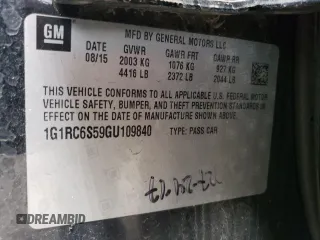 GM
MFD BY GENERAL MOTORS LLC
08/15 GVWR GAWR FRT GAWR RR
2003 KG 1076 KG 927 KG
4416 LB 2372 LB 2044 LB
THIS VEHICLE CONFORMS TO ALL APPLICABLE U.S. FEDERAL MOTOR
VEHICLE SAFETY, BUMPER, AND THEFT PREVENTION STANDARDS IN
EFFECT ON THE DATE OF MANUFACTURE SHOWN ABOVE.
1G1RC6S59GU109840 TYPE: PASS CAR
BIDAMERICAN